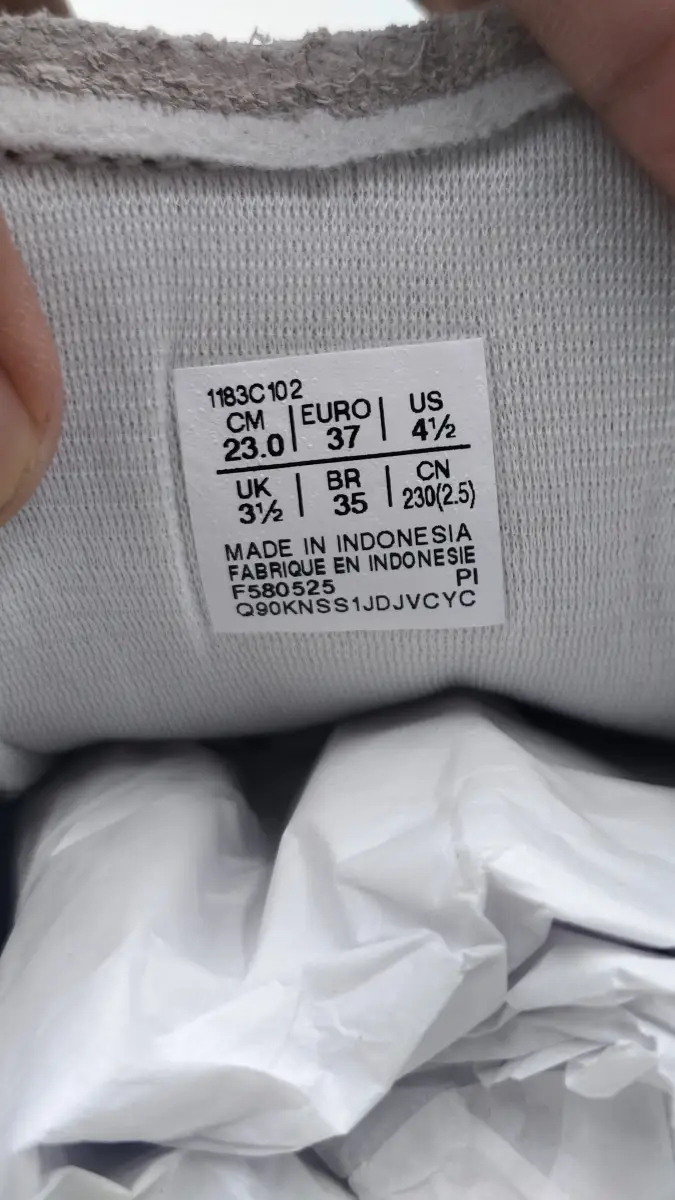 1183C102
CM | EURO | US
23.0 | 37 | 4½
UK | BR | CN
3½ | 35 | 230(2.5)
MADE IN INDONESIA
FABRIQUE EN INDONESIE
F580525 PI
Q90KNSS1JDJVCYC